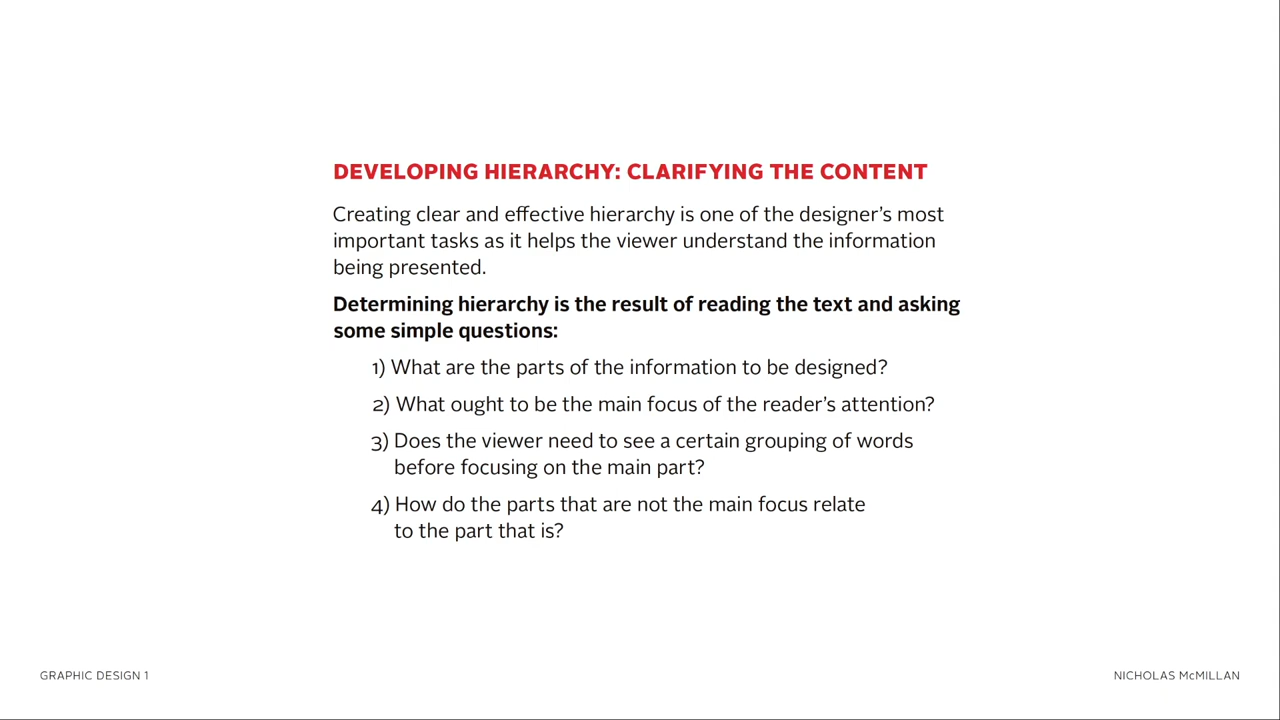 DEVELOPING HIERARCHY: CLARIFYING THE CONTENT
Creating clear and effective hierarchy is one of the designer’s most
important tasks as it helps the viewer understand the information
being presented.
Determining hierarchy is the result of reading the text and asking
some simple questions:
1) What are the parts of the information to be designed?
2) What ought to be the main focus of the reader’s attention?
3) Does the viewer need to see a certain grouping of words
before focusing on the main part?
4) How do the parts that are not the main focus relate
to the part that is?
GRAPHIC DESIGN 1
NICHOLAS McMILLAN